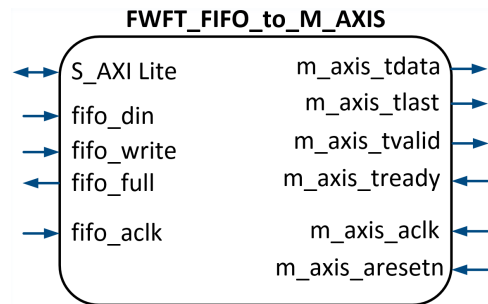 FWFT_FIFO_to_M_AXIS
S_AXI Lite
fifo_din
fifo_write
fifo_full
fifo_aclk
m_axis_tdata
m_axis_tlast
m_axis_tvalid
m_axis_tready
m_axis_aclk
m_axis_aresetn